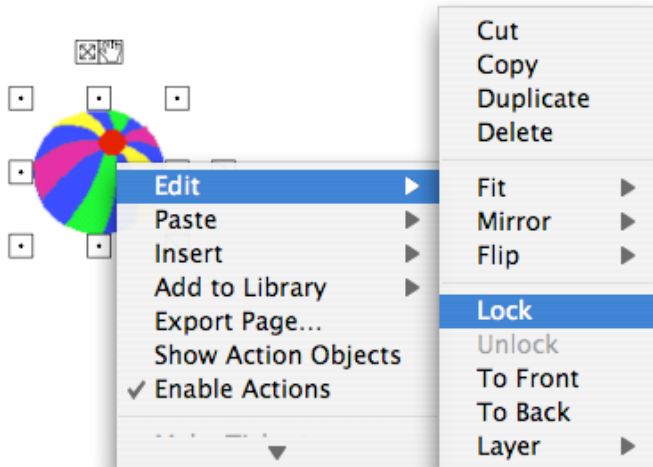 Edit
Paste
Insert
Add to Library
Export Page...
Show Action Objects
Enable Actions
Cut
Copy
Duplicate
Delete
Fit
Mirror
Flip
Lock
Unlock
To Front
To Back
Layer